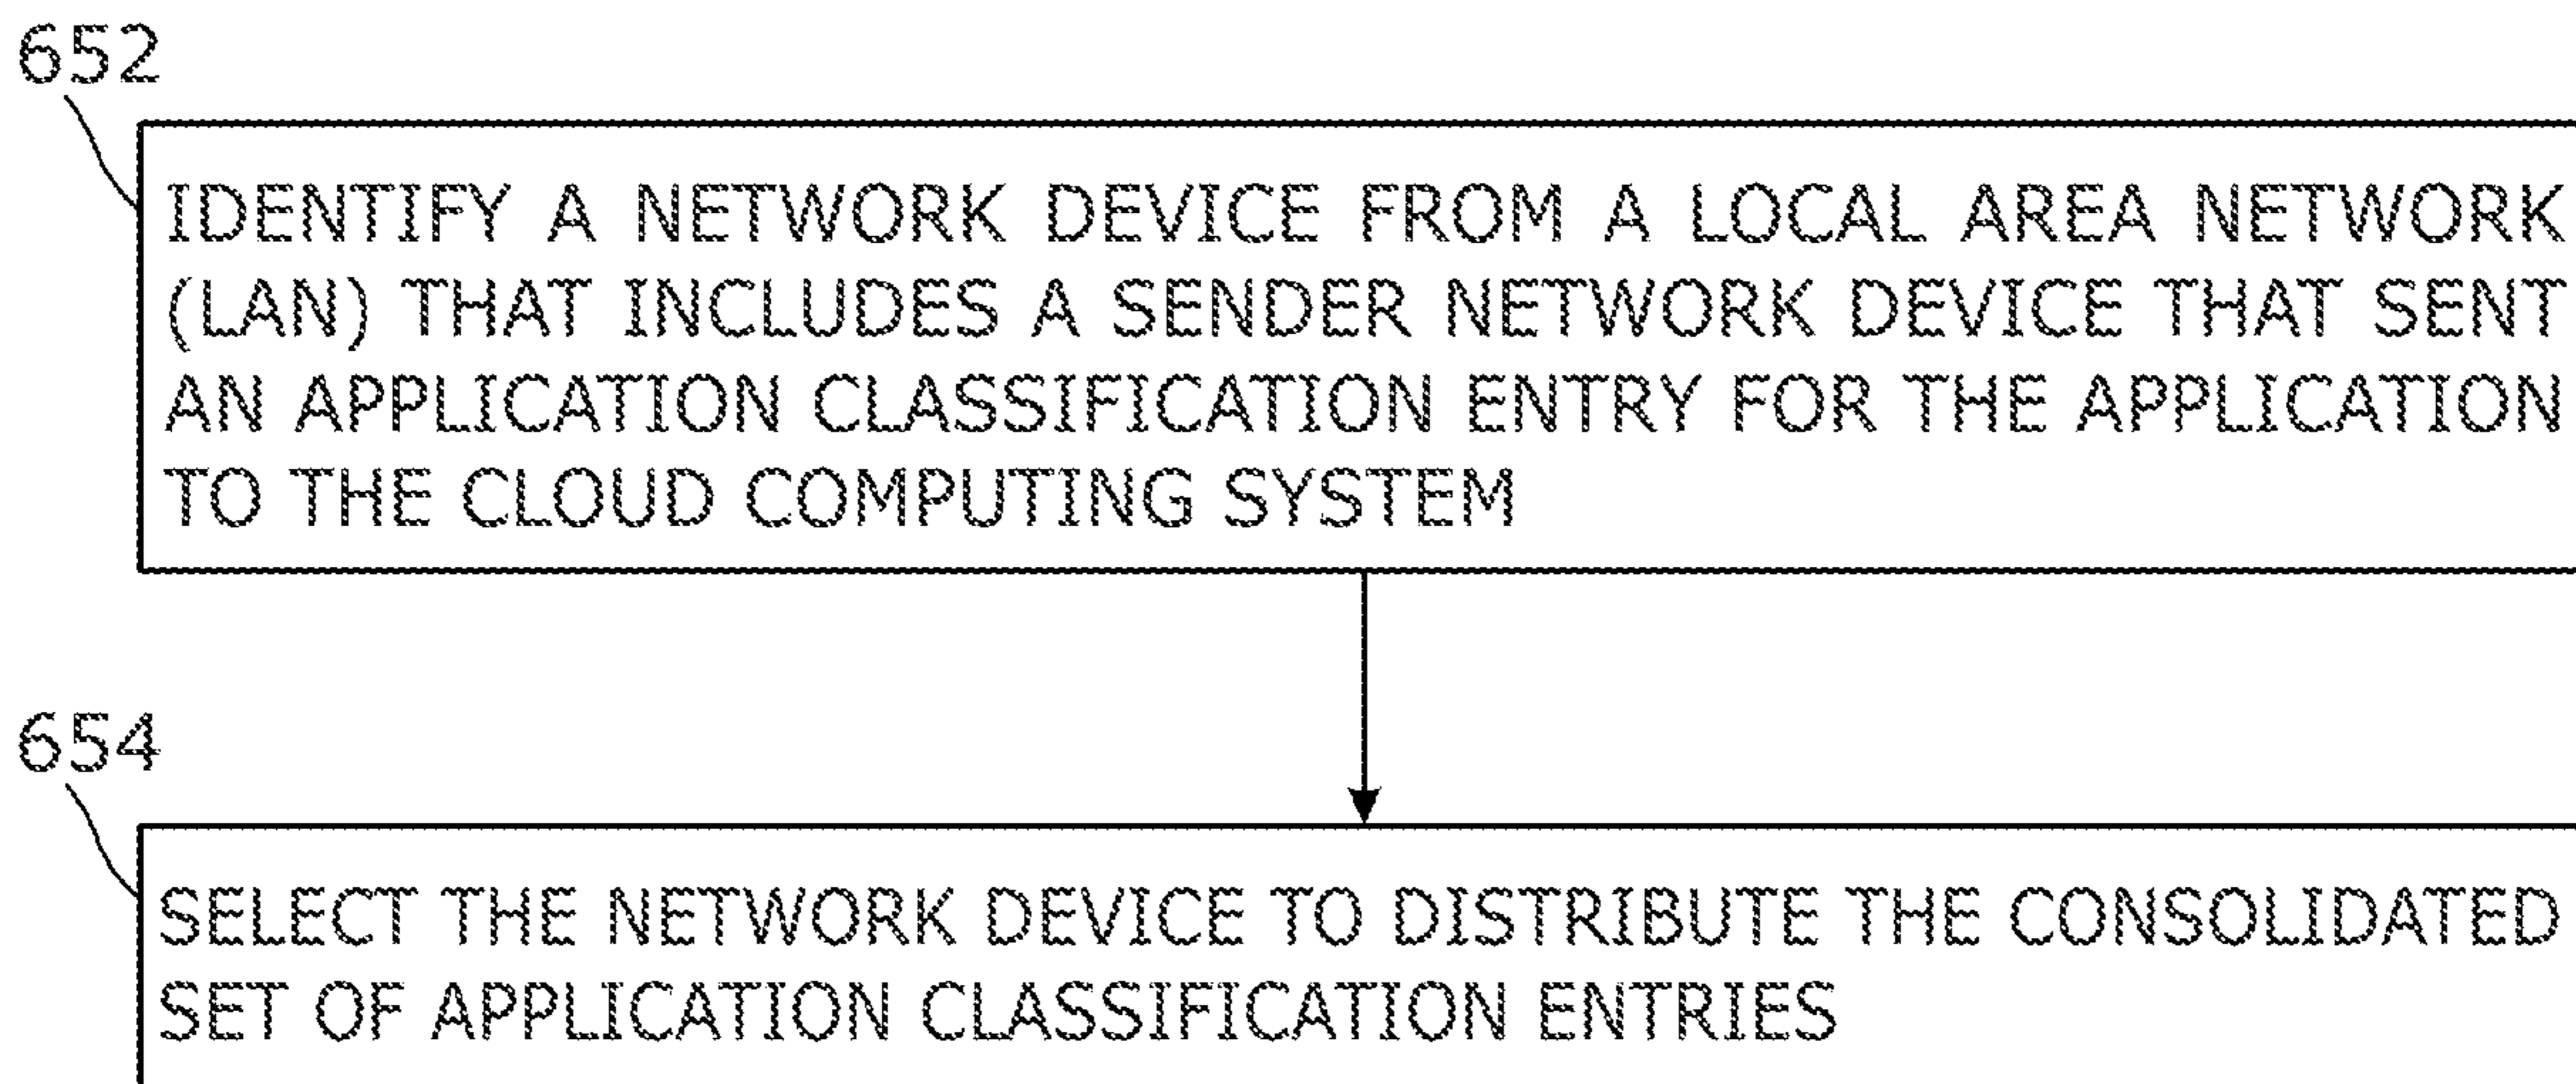 652
IDENTIFY A NETWORK DEVICE FROM A LOCAL AREA NETWORK
(LAN) THAT INCLUDES A SENDER NETWORK DEVICE THAT SENT
AN APPLICATION CLASSIFICATION ENTRY FOR THE APPLICATION
TO THE CLOUD COMPUTING SYSTEM
654
SELECT THE NETWORK DEVICE TO DISTRIBUTE THE CONSOLIDATED
SET OF APPLICATION CLASSIFICATION ENTRIES